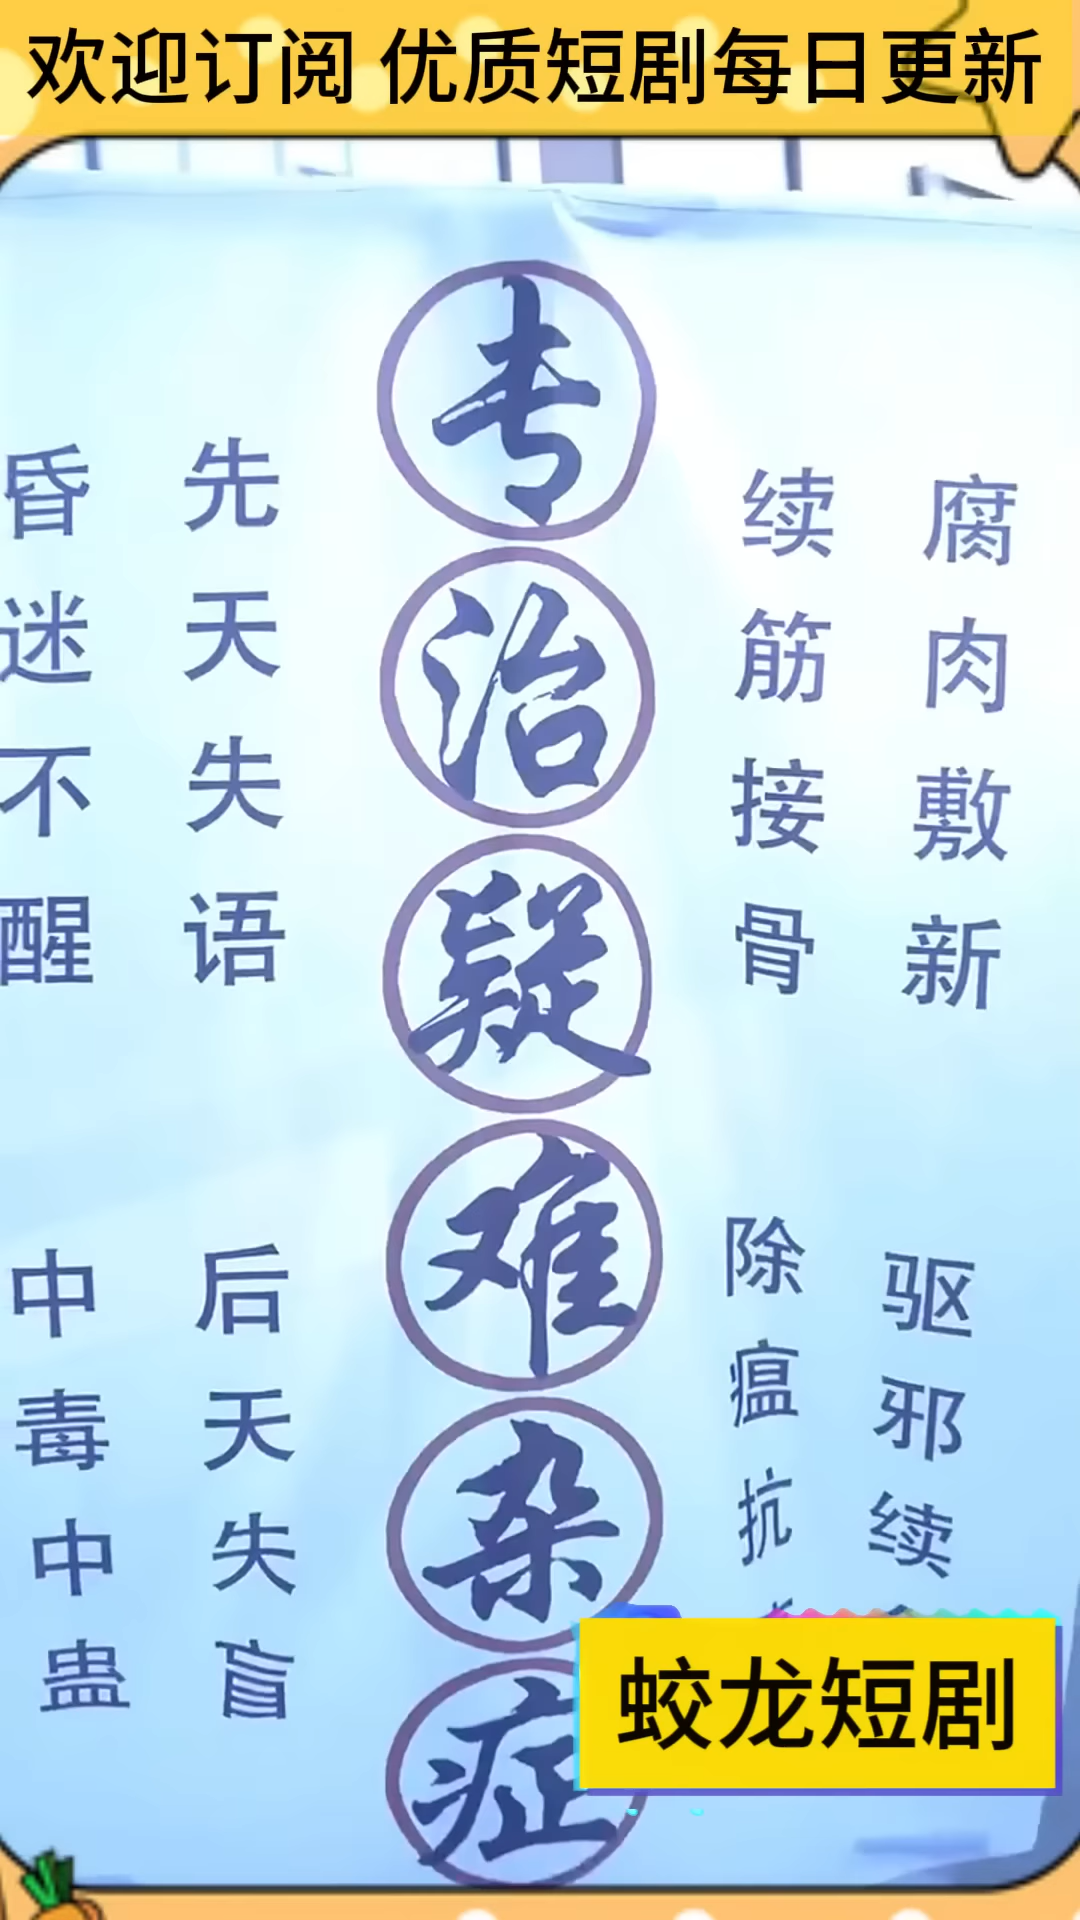 欢迎订阅 优质短剧每日更新
专治疑难杂症
腐肉敷新
续筋接骨
先天失语
昏迷不醒
驱邪续
除瘟抗
后天失盲
中毒中蛊
蛟龙短剧